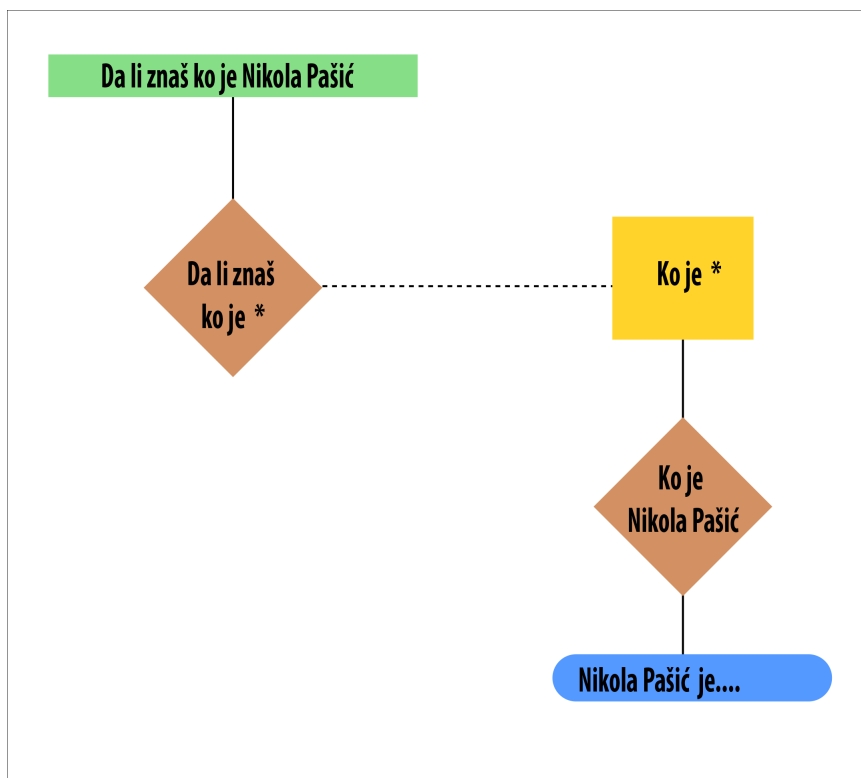 Da li znaš ko je Nikola Pašić
Da li znaš
ko je *
Ko je *
Ko je
Nikola Pašić
Nikola Pašić je....